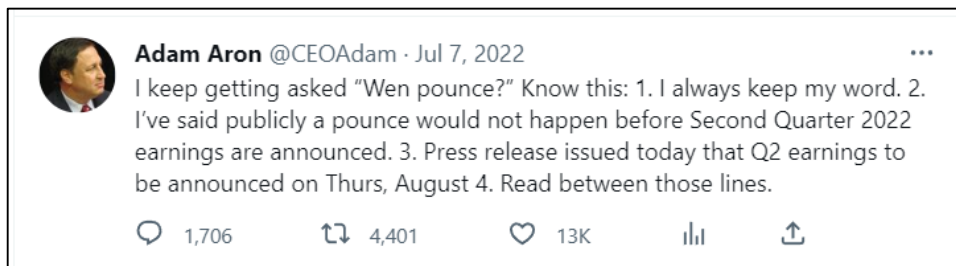 Adam Aron @CEOAdam · Jul 7, 2022
I keep getting asked “Wen pounce?” Know this: 1. I always keep my word. 2.
I’ve said publicly a pounce would not happen before Second Quarter 2022
earnings are announced. 3. Press release issued today that Q2 earnings to
be announced on Thurs, August 4. Read between those lines.
1,706 4,401 13K